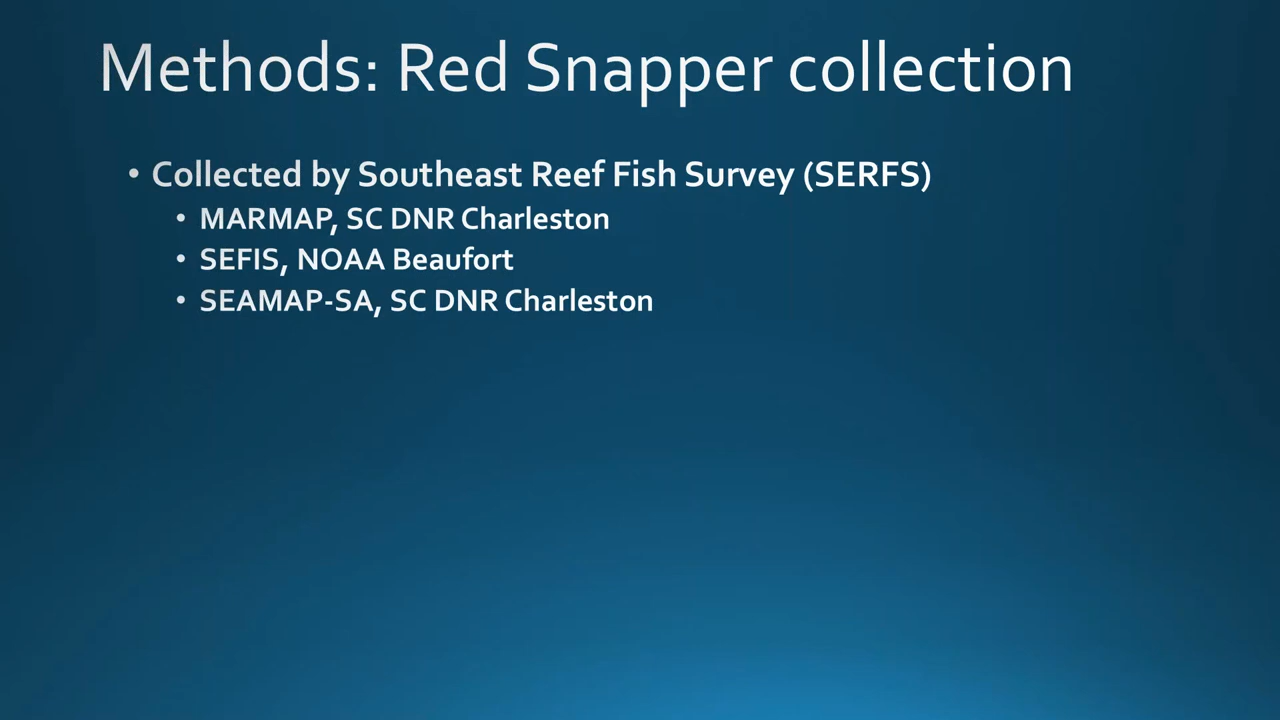 Methods: Red Snapper collection
• Collected by Southeast Reef Fish Survey (SERFS)
• MARMAP, SC DNR Charleston
• SEFIS, NOAA Beaufort
• SEAMAP-SA, SC DNR Charleston